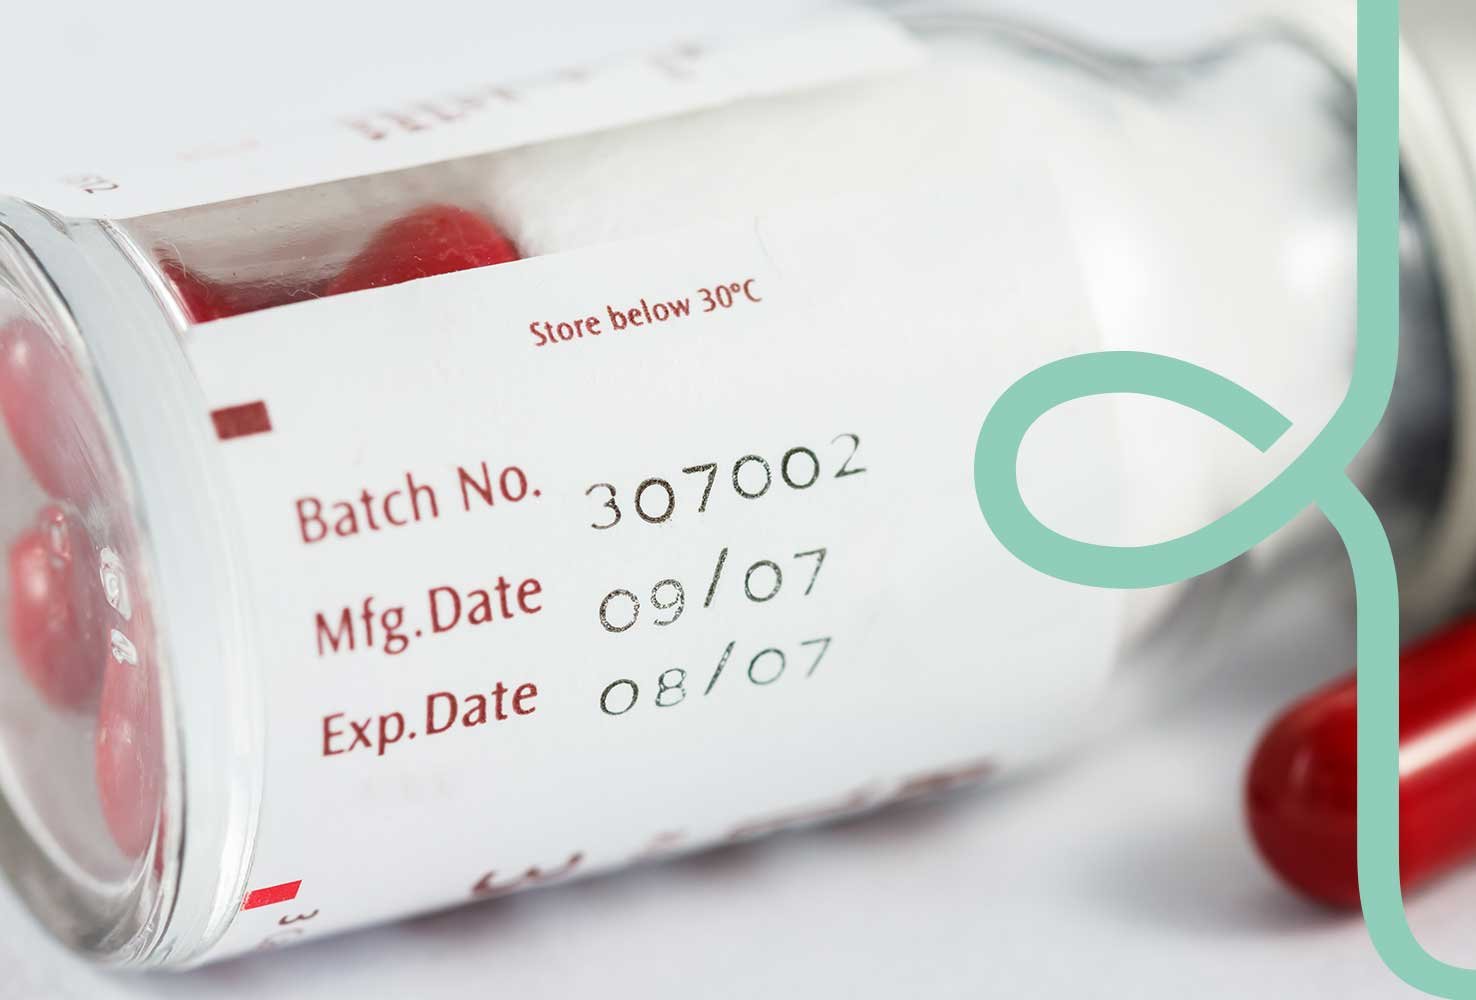 Store below 30°C
Batch No. 307002
Mfg.Date 09/07
Exp.Date 08/07